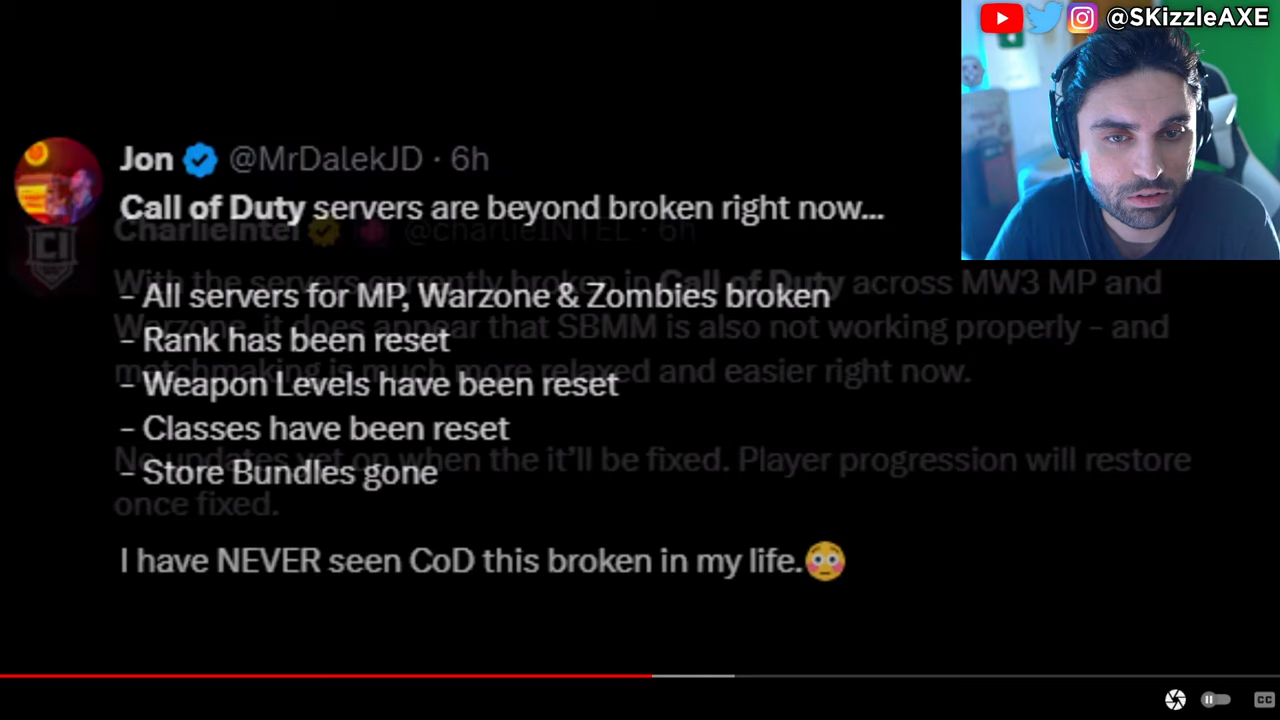 @SKizzleAXE
Jon @MrDalekJD · 6h
Call of Duty servers are beyond broken right now...
- All servers for MP, Warzone & Zombies broken
- Rank has been reset
- Weapon Levels have been reset
- Classes have been reset
- Store Bundles gone
I have NEVER seen CoD this broken in my life.😳
CharlieIntel @charlieINTEL · 6h
With the servers currently broken in Call of Duty across MW3 MP and
Warzone, it does appear that SBMM is also not working properly - and
matchmaking is much more relaxed and easier right now.
No updates yet on when the it'll be fixed. Player progression will restore
once fixed.
CI
CC